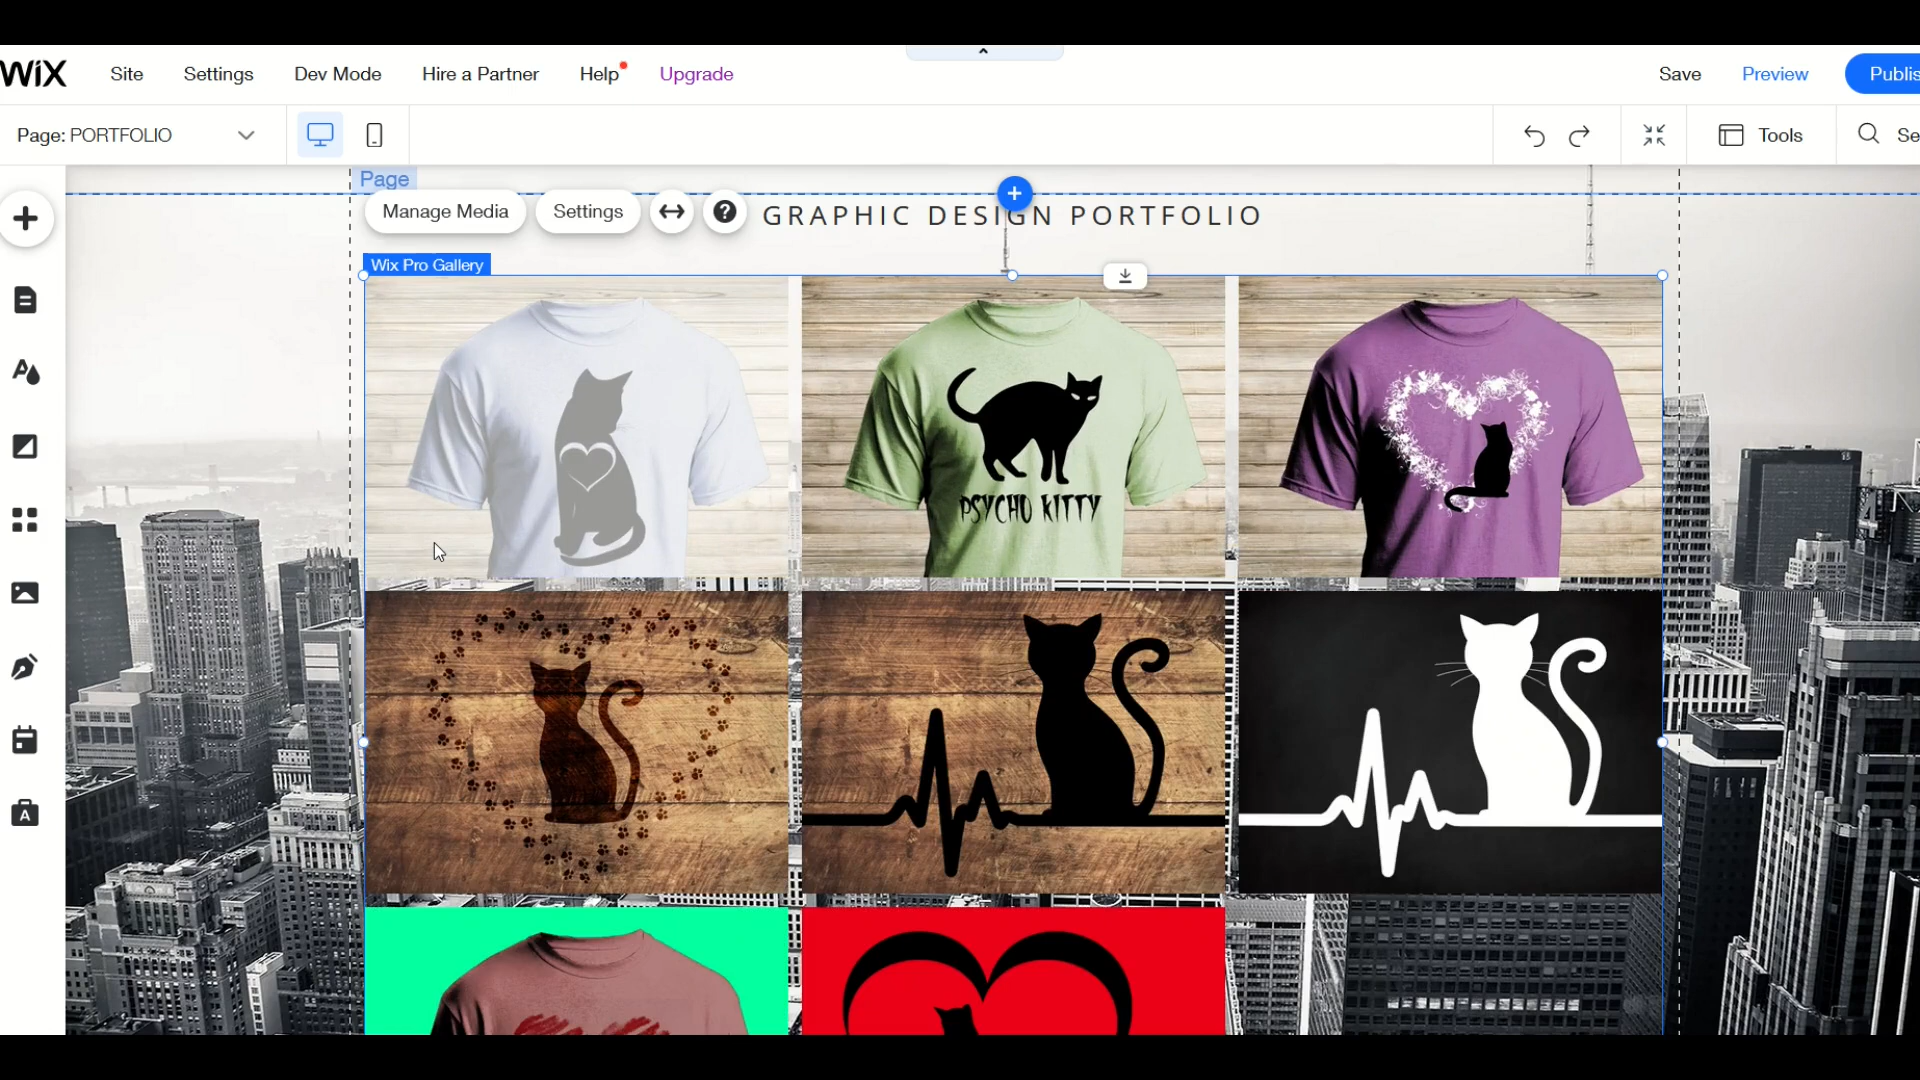 WiX Site Settings Dev Mode Hire a Partner Help Upgrade Save Preview Publis
Page: PORTFOLIO Tools Se
Page
Manage Media Settings ? GRAPHIC DESIGN PORTFOLIO
Wix Pro Gallery
PSYCHO KITTY